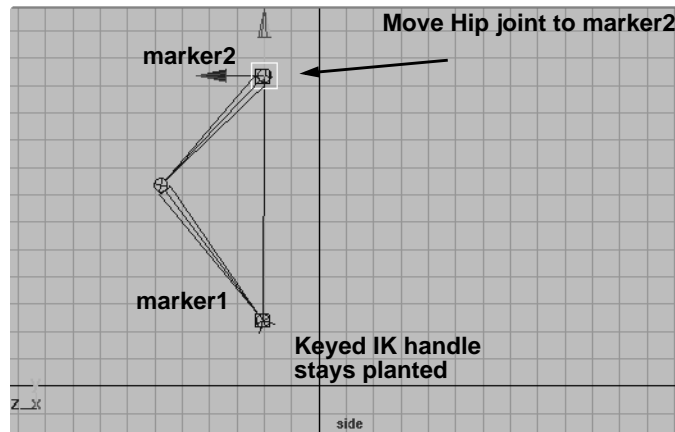 Move Hip joint to marker2
marker2
marker1
Keyed IK handle
stays planted
Z X
side